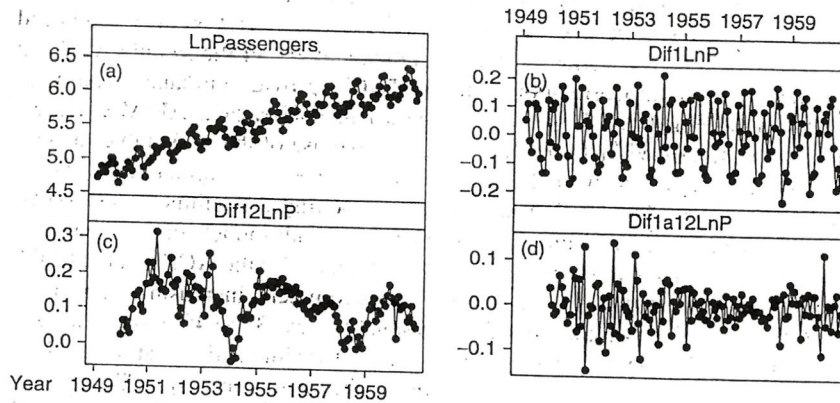 1949 1951 1953 1955 1957 1959
LnPassengers
(a)
6.5
6.0
5.5
5.0
4.5
Dif1LnP
(b)
0.2
0.1
0.0
−0.1
−0.2
Dif12LnP
(c)
0.3
0.2
0.1
0.0
Year 1949 1951 1953 1955 1957 1959
Dif1a12LnP
(d)
0.1
0.0
−0.1